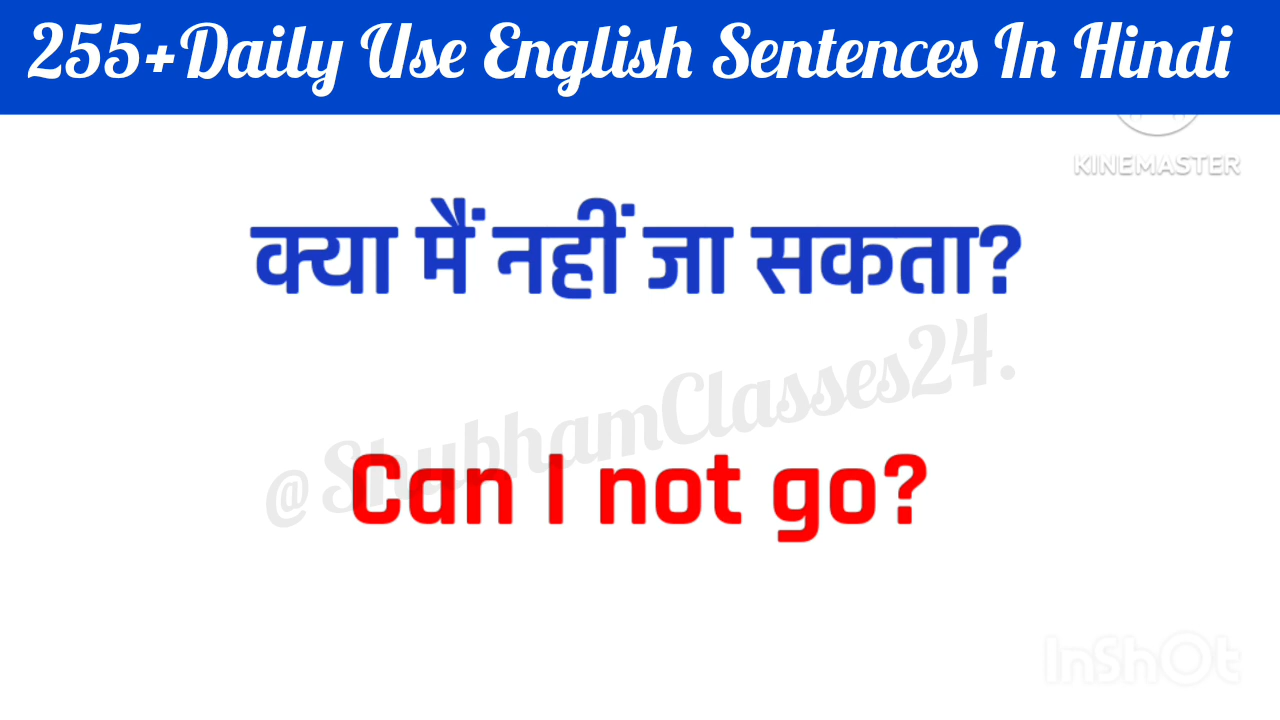 255+Daily Use English Sentences In Hindi
KINEMASTER
क्या मैं नहीं जा सकता?
@ShubhamClasses24.
Can I not go?
InShOt